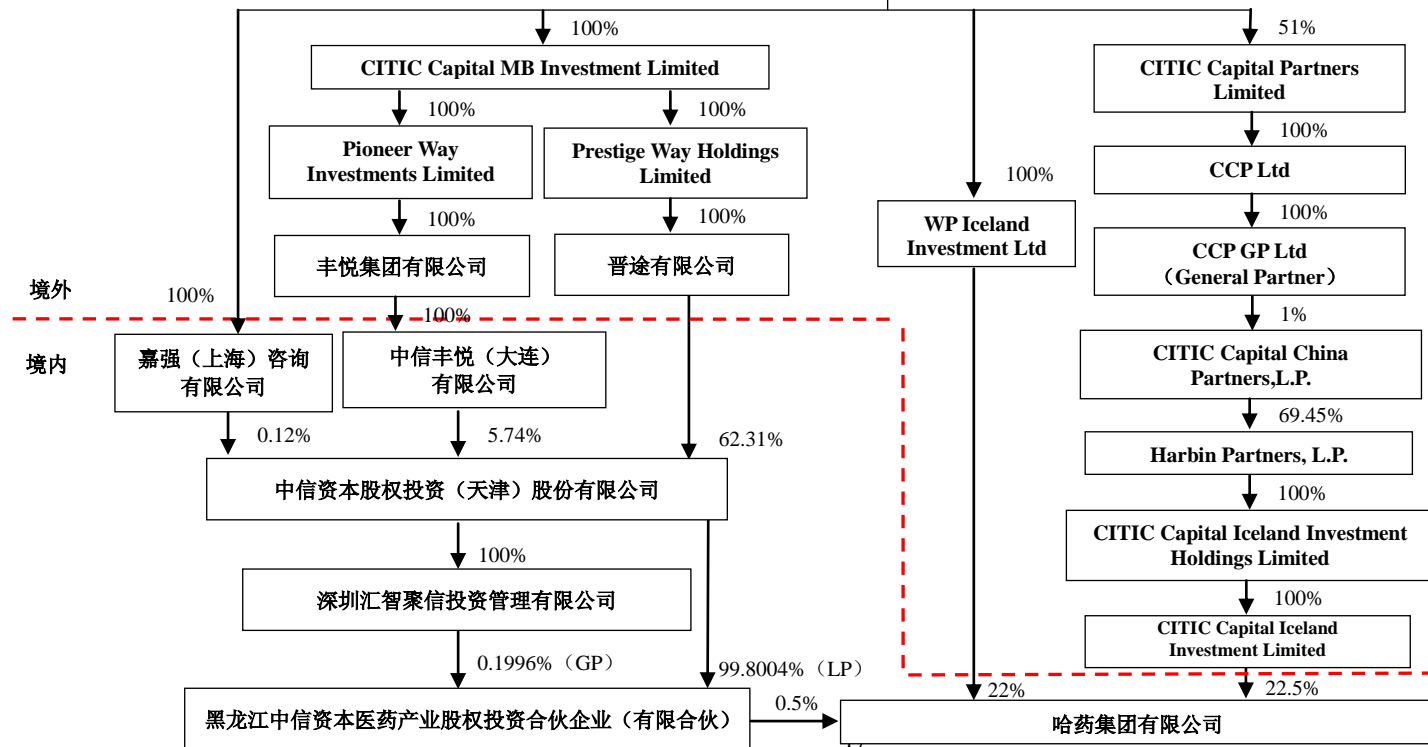 100%
51%
CITIC Capital MB Investment Limited
CITIC Capital Partners
Limited
100%
100%
100%
Pioneer Way
Investments Limited
Prestige Way Holdings
Limited
100%
CCP Ltd
100%
100%
100%
WP Iceland
Investment Ltd
丰悦集团有限公司
晋途有限公司
CCP GP Ltd
（General Partner）
境外
100%
100%
1%
境内
嘉强（上海）咨询
有限公司
中信丰悦（大连）
有限公司
CITIC Capital China
Partners,L.P.
0.12%
5.74%
62.31%
69.45%
Harbin Partners, L.P.
中信资本股权投资（天津）股份有限公司
100%
100%
CITIC Capital Iceland Investment
Holdings Limited
深圳汇智聚信投资管理有限公司
100%
CITIC Capital Iceland
Investment Limited
0.1996%（GP）
99.8004%（LP）
22%
22.5%
黑龙江中信资本医药产业股权投资合伙企业（有限合伙）
0.5%
哈药集团有限公司